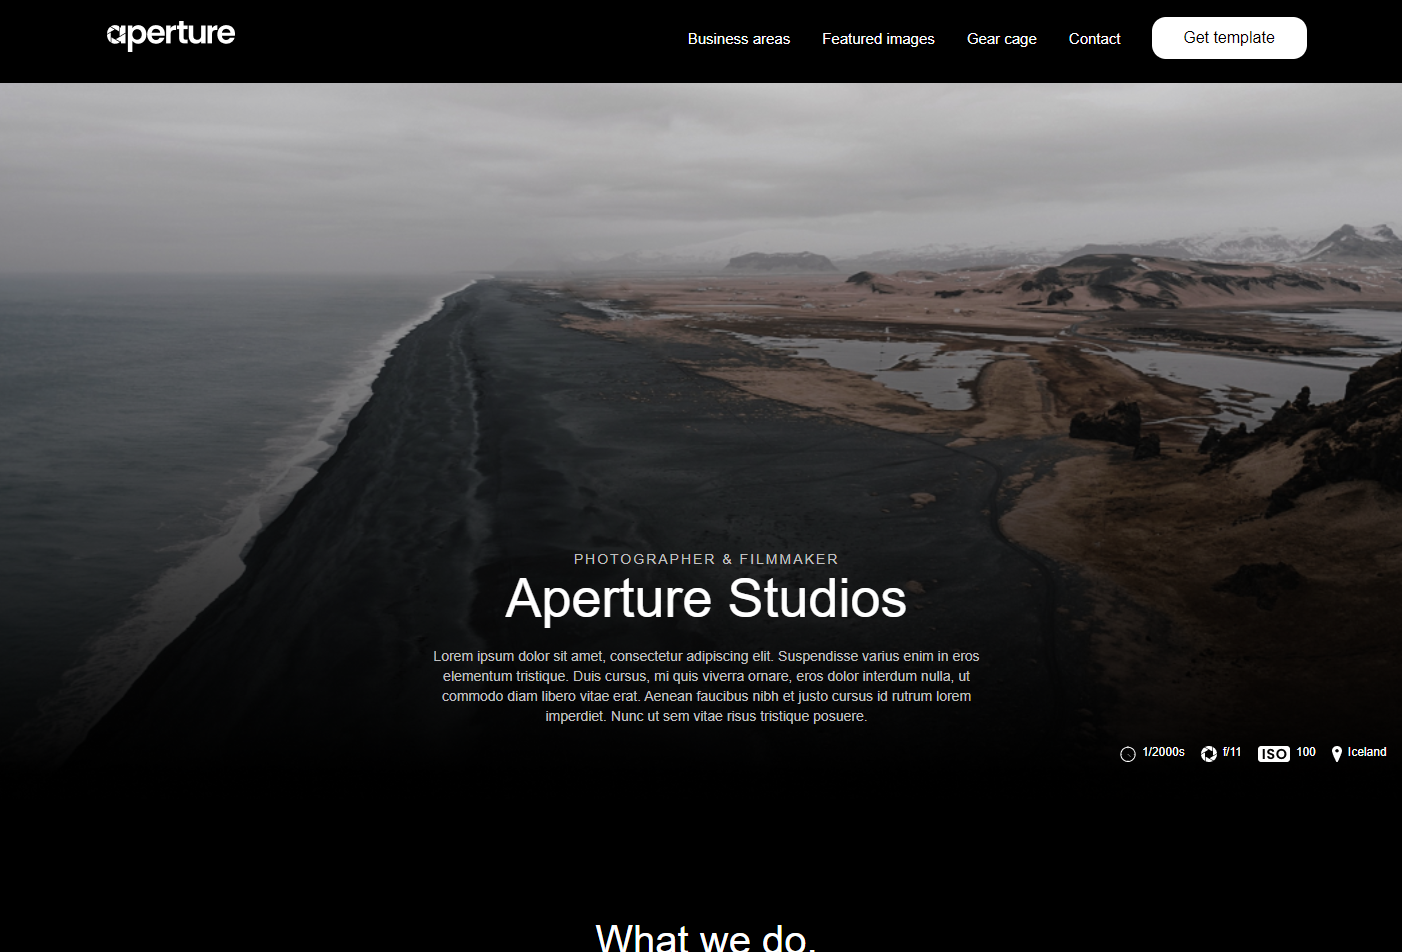 aperture
Business areas
Featured images
Gear cage
Contact
Get template
PHOTOGRAPHER & FILMMAKER
Aperture Studios
Lorem ipsum dolor sit amet, consectetur adipiscing elit. Suspendisse varius enim in eros
elementum tristique. Duis cursus, mi quis viverra ornare, eros dolor interdum nulla, ut
commodo diam libero vitae erat. Aenean faucibus nibh et justo cursus id rutrum lorem
imperdiet. Nunc ut sem vitae risus tristique posuere.
1/2000s
f/11
ISO 100
Iceland
What we do.